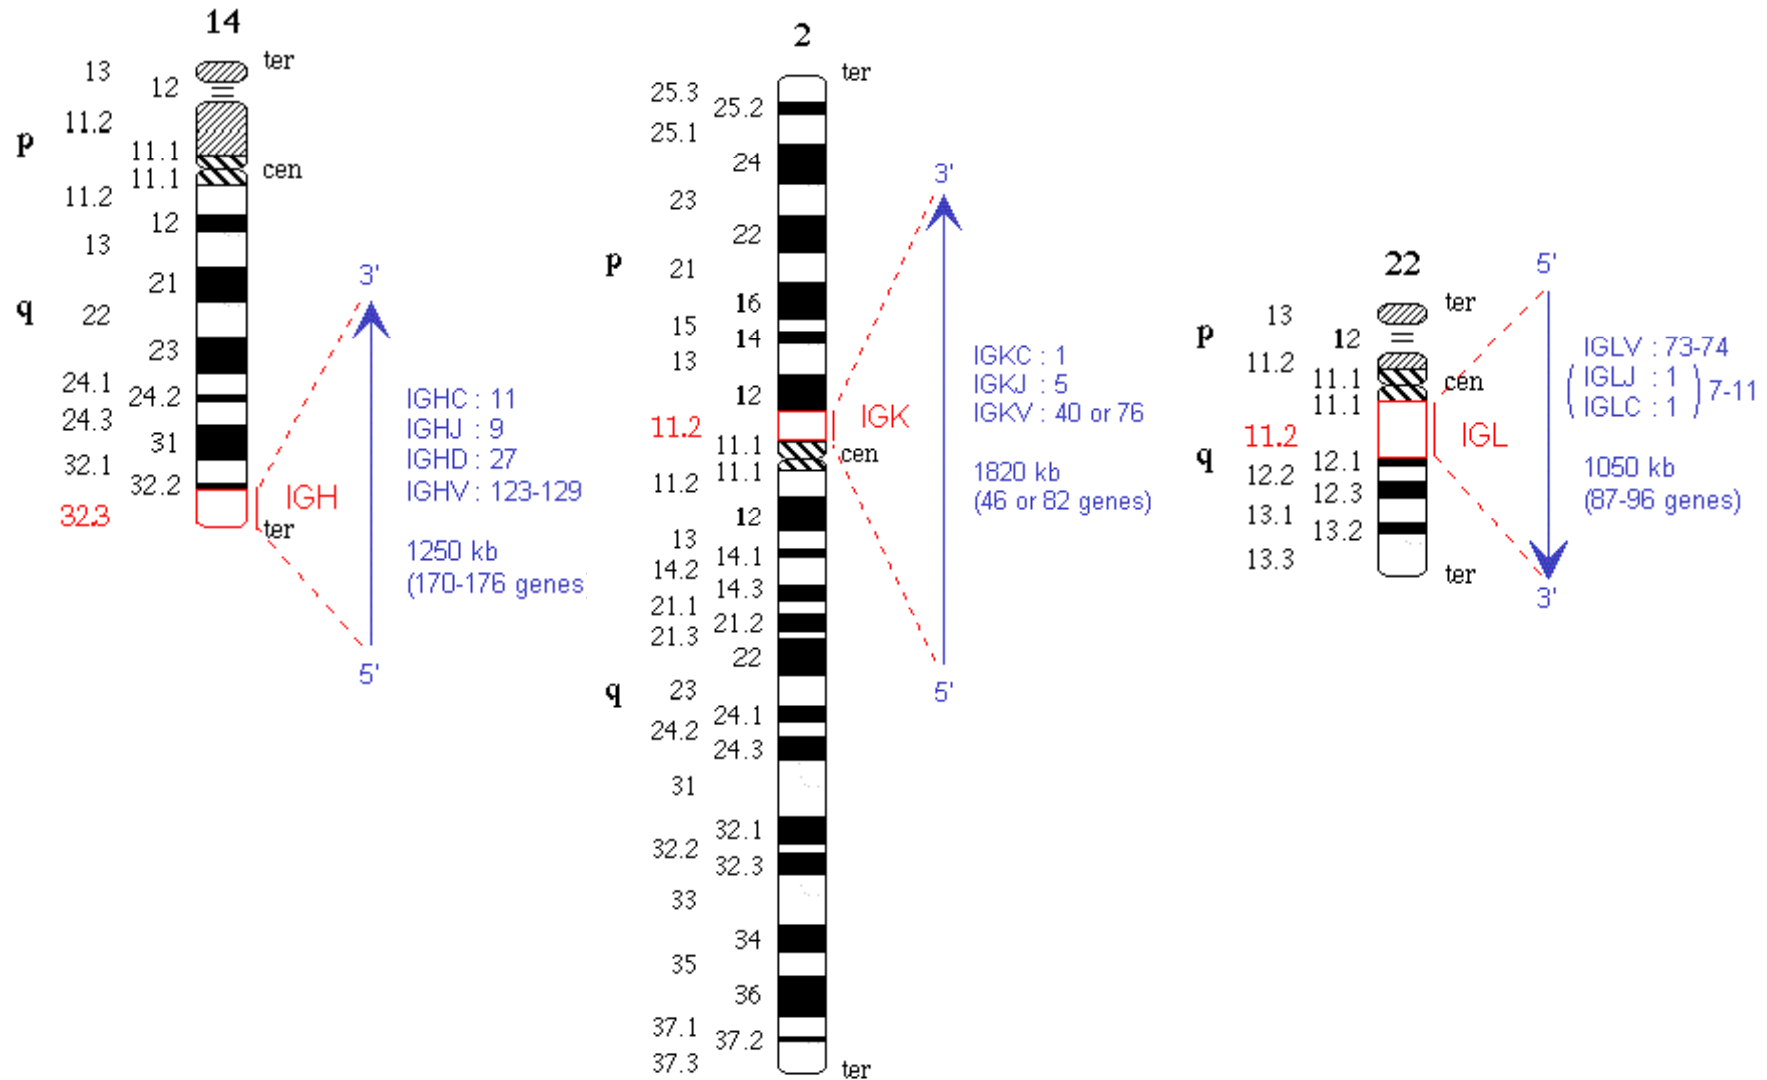 14
ter
13
12
11.2
p
11.1
cen
11.1
11.2
12
13
21
q
22
23
24.1
24.2
24.3
31
32.1
32.2
32.3
IGH
ter
3'
IGHC : 11
IGHJ : 9
IGHD : 27
IGHV : 123-129
1250 kb
(170-176 genes)
5'
2
ter
25.3
25.2
25.1
24
23
22
p
21
16
15
14
13
12
11.2
IGK
11.1
cen
11.1
11.2
12
13
14.1
14.2
14.3
21.1
21.2
21.3
22
q
23
24.1
24.2
24.3
31
32.1
32.2
32.3
33
34
35
36
37.1
37.2
37.3
ter
3'
IGKC : 1
IGKJ : 5
IGKV : 40 or 76
1820 kb
(46 or 82 genes)
5'
22
ter
13
p
12
11.2
11.1
cen
11.1
11.2
IGL
q
12.1
12.2
12.3
13.1
13.2
13.3
ter
5'
IGLV : 73-74
(IGLJ : 1
IGLC : 1) 7-11
1050 kb
(87-96 genes)
3'